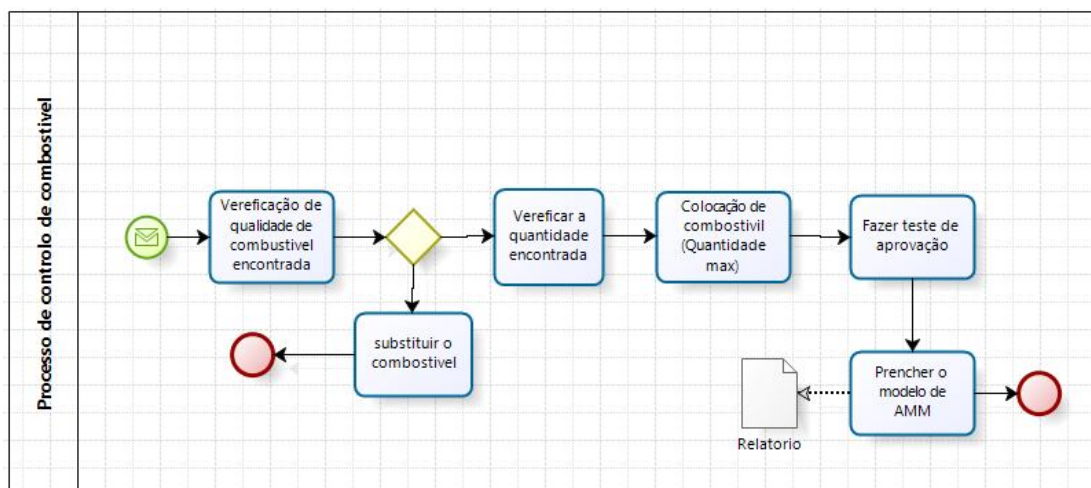 Processo de controlo de combostivel
Vereficação de
qualidade de
combustivel
encontrada
Vereficar a
quantidade
encontrada
Colocação de
combostivil
(Quantidade
max)
Fazer teste de
aprovação
substituir o
combostivel
Prencher o
modelo de
AMM
Relatorio